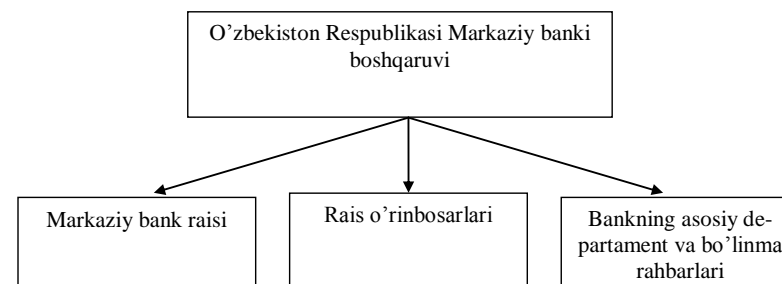 O’zbekiston Respublikasi Markaziy banki
boshqaruvi
Markaziy bank raisi
Rais o’rinbosarlari
Bankning asosiy de-
partament va bo’linma
rahbarlari